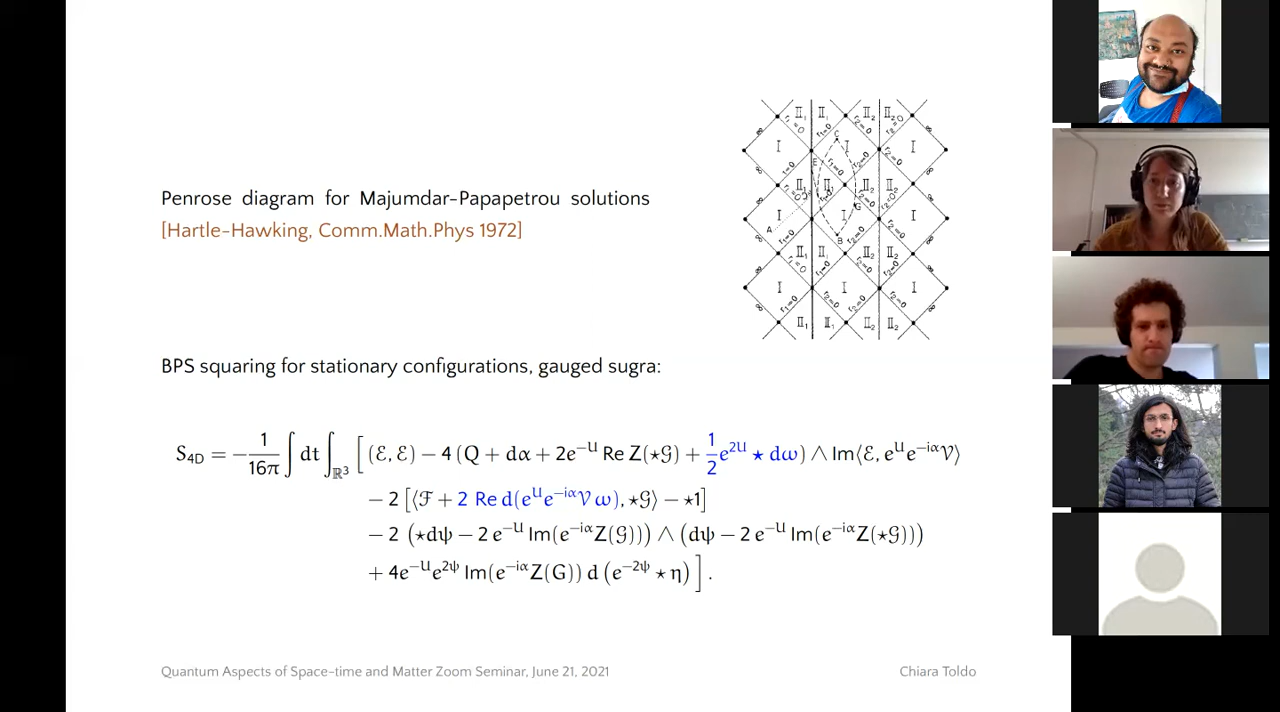 Penrose diagram for Majumdar-Papapetrou solutions
[Hartle-Hawking, Comm.Math.Phys 1972]
BPS squaring for stationary configurations, gauged sugra:
S₄D = −1/16π ∫ dt ∫_ℝ³ [ (ℰ, ℰ) − 4 (Q + dα + 2e^−U Re Z(⋆𝒢) + 1/2 e^2U ⋆ dω) ∧ Im⟨ℰ, e^U e^−iα 𝒱⟩
− 2 [⟨ℱ + 2 Re d(e^U e^−iα 𝒱 ω), ⋆𝒢⟩ − ⋆1]
− 2 (⋆dψ − 2 e^−U Im(e^−iα Z(𝒢))) ∧ (dψ − 2 e^−U Im(e^−iα Z(⋆𝒢)))
+ 4e^−U e^2ψ Im(e^−iα Z(G)) d (e^−2ψ ⋆ η) ] .
Quantum Aspects of Space-time and Matter Zoom Seminar, June 21, 2021
Chiara Toldo